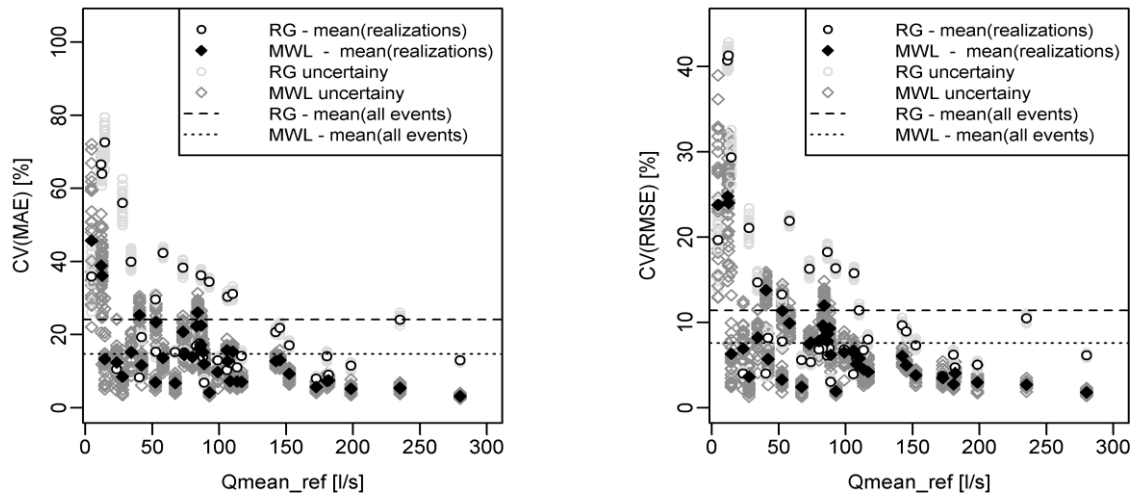 RG - mean(realizations)
MWL - mean(realizations)
RG uncertainy
MWL uncertainy
RG - mean(all events)
MWL - mean(all events)
CV(MAE) [%]
0 20 40 60 80 100
0 50 100 150 200 250 300
Qmean_ref [l/s]
RG - mean(realizations)
MWL - mean(realizations)
RG uncertainy
MWL uncertainy
RG - mean(all events)
MWL - mean(all events)
CV(RMSE) [%]
0 10 20 30 40
0 50 100 150 200 250 300
Qmean_ref [l/s]